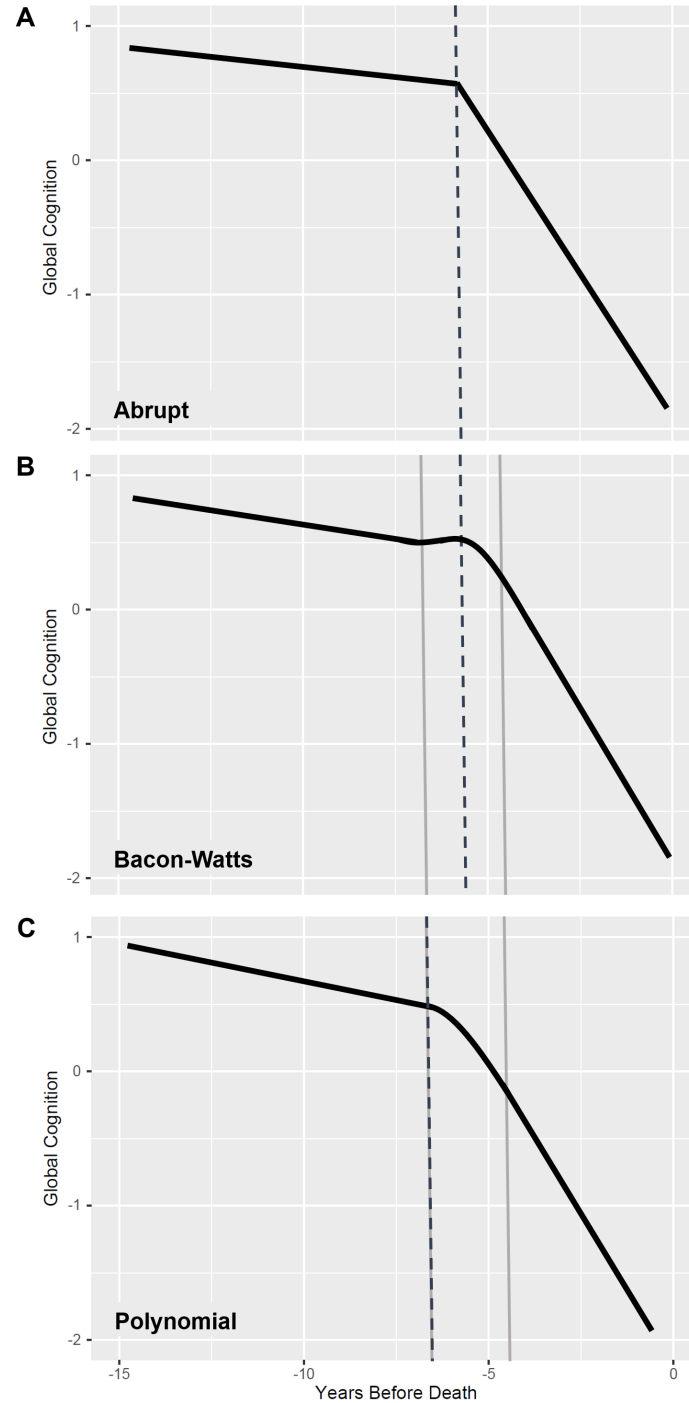 A
1
0
-1
-2
Global Cognition
Abrupt
B
1
0
-1
-2
Global Cognition
Bacon-Watts
C
1
0
-1
-2
Global Cognition
Polynomial
-15
-10
-5
0
Years Before Death